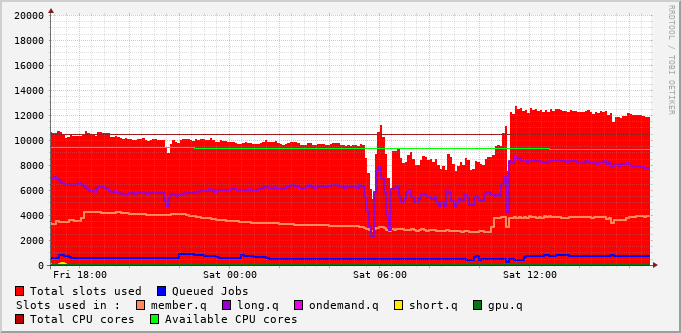 20000
18000
16000
14000
12000
10000
8000
6000
4000
2000
0
Fri 18:00 Sat 00:00 Sat 06:00 Sat 12:00
RRDTOOL / TOBI OETIKER
Total slots used Queued Jobs
Slots used in : member.q long.q ondemand.q short.q gpu.q
Total CPU cores Available CPU cores